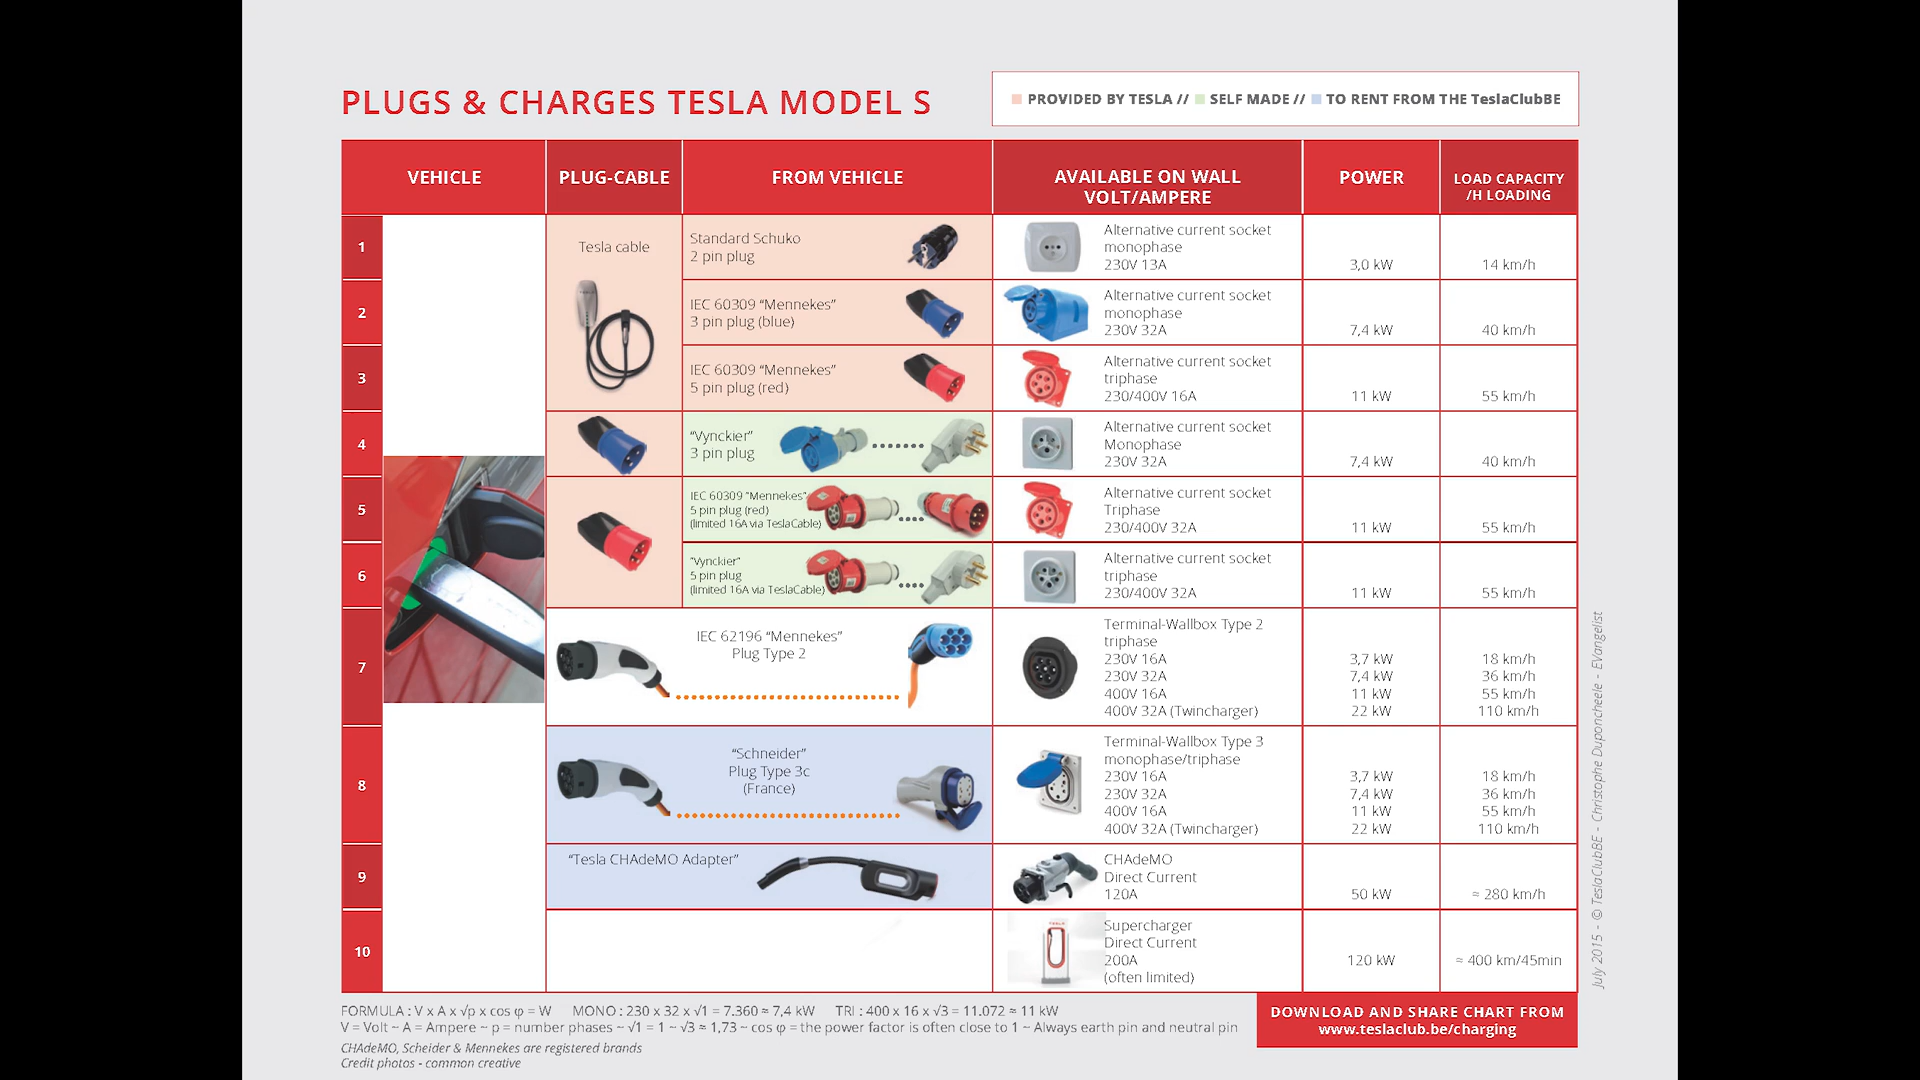 PLUGS & CHARGES TESLA MODEL S
PROVIDED BY TESLA // SELF MADE // TO RENT FROM THE TeslaClubBE
VEHICLE
PLUG-CABLE
FROM VEHICLE
AVAILABLE ON WALL
VOLT/AMPERE
POWER
LOAD CAPACITY
/H LOADING
1
Tesla cable
Standard Schuko
2 pin plug
Alternative current socket
monophase
230V 13A
3,0 kW
14 km/h
2
IEC 60309 “Mennekes”
3 pin plug (blue)
Alternative current socket
monophase
230V 32A
7,4 kW
40 km/h
3
IEC 60309 “Mennekes”
5 pin plug (red)
Alternative current socket
triphase
230/400V 16A
11 kW
55 km/h
4
“Vynckier”
3 pin plug
Alternative current socket
Monophase
230V 32A
7,4 kW
40 km/h
5
IEC 60309 “Mennekes”
5 pin plug (red)
(limited 16A via TeslaCable)
Alternative current socket
Triphase
230/400V 32A
11 kW
55 km/h
6
“Vynckier”
5 pin plug
(limited 16A via TeslaCable)
Alternative current socket
triphase
230/400V 32A
11 kW
55 km/h
7
IEC 62196 “Mennekes”
Plug Type 2
Terminal-Wallbox Type 2
triphase
230V 16A
3,7 kW
18 km/h
230V 32A
7,4 kW
36 km/h
400V 16A
11 kW
55 km/h
400V 32A (Twincharger)
22 kW
110 km/h
8
“Schneider”
Plug Type 3c
(France)
Terminal-Wallbox Type 3
monophase/triphase
230V 16A
3,7 kW
18 km/h
230V 32A
7,4 kW
36 km/h
400V 16A
11 kW
55 km/h
400V 32A (Twincharger)
22 kW
110 km/h
9
“Tesla CHAdeMO Adapter”
CHAdeMO
Direct Current
120A
50 kW
≈ 280 km/h
10
Supercharger
Direct Current
200A
(often limited)
120 kW
≈ 400 km/45min
July 2015 - © TeslaClubBE - Christophe Duponcheele - EVangelist
FORMULA : V x A x √p x cos φ = W MONO : 230 x 32 x √1 = 7.360 ≈ 7,4 kW TRI : 400 x 16 x √3 = 11.072 ≈ 11 kW
V = Volt ~ A = Ampere ~ p = number phases ~ √1 = 1 ~ √3 ≈ 1,73 ~ cos φ = the power factor is often close to 1 ~ Always earth pin and neutral pin
CHAdeMO, Scheider & Mennekes are registered brands
Credit photos - common creative
DOWNLOAD AND SHARE CHART FROM
www.teslaclub.be/charging